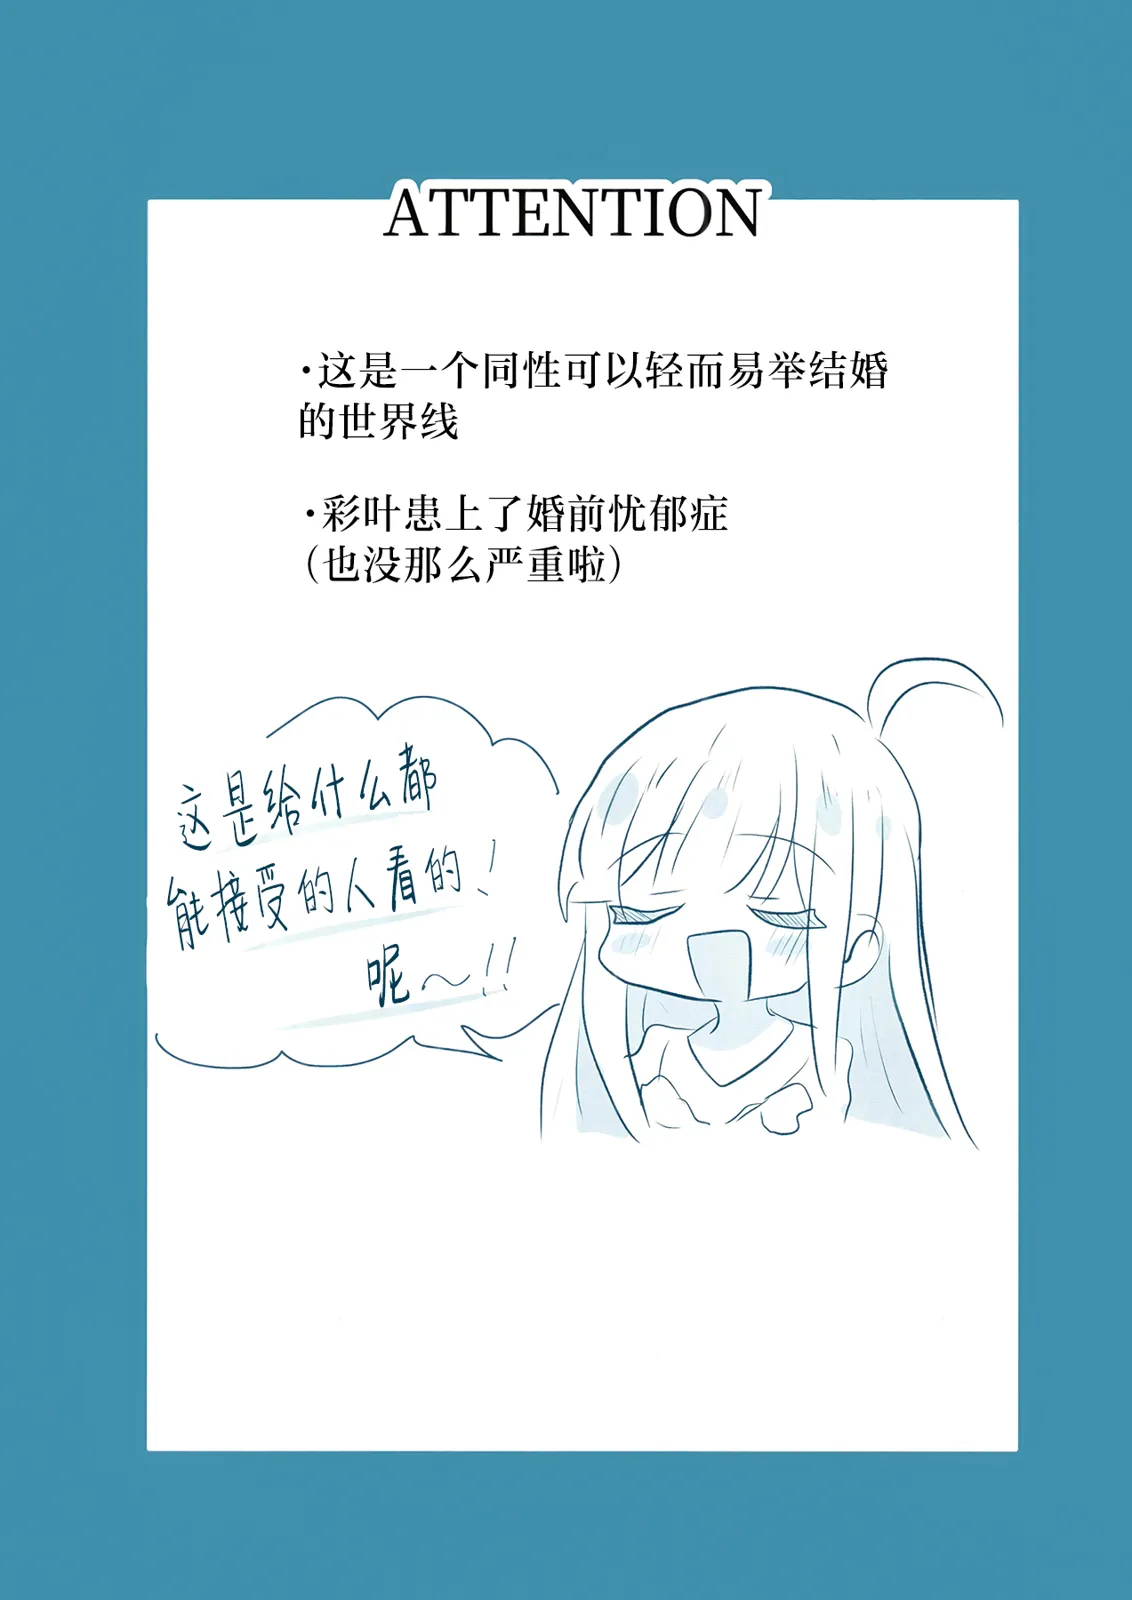 ATTENTION
·这是一个同性可以轻而易举结婚
的世界线
·彩叶患上了婚前忧郁症
（也没那么严重啦）
这是给什么都
能接受的人看的！
呢～！！